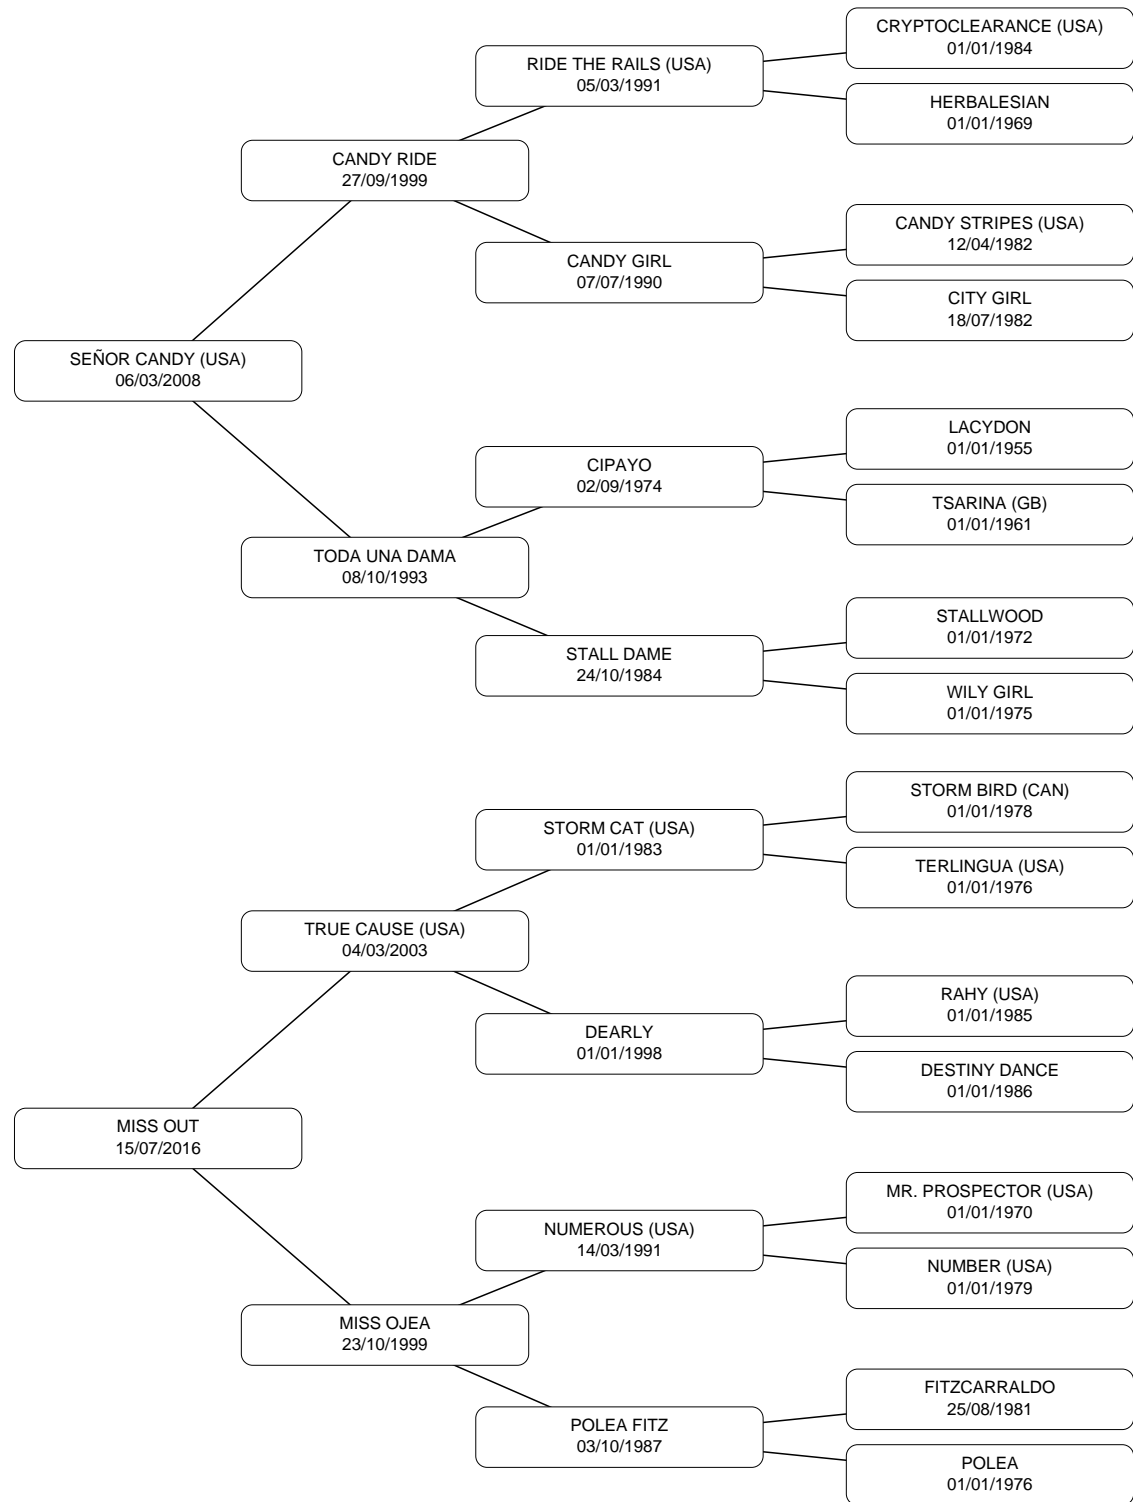 CRYPTOCLEARANCE (USA)
01/01/1984
RIDE THE RAILS (USA)
05/03/1991
HERBALESIAN
01/01/1969
CANDY RIDE
27/09/1999
CANDY STRIPES (USA)
12/04/1982
CANDY GIRL
07/07/1990
CITY GIRL
18/07/1982
SEÑOR CANDY (USA)
06/03/2008
LACYDON
01/01/1955
CIPAYO
02/09/1974
TSARINA (GB)
01/01/1961
TODA UNA DAMA
08/10/1993
STALLWOOD
01/01/1972
STALL DAME
24/10/1984
WILY GIRL
01/01/1975
STORM BIRD (CAN)
01/01/1978
STORM CAT (USA)
01/01/1983
TERLINGUA (USA)
01/01/1976
TRUE CAUSE (USA)
04/03/2003
RAHY (USA)
01/01/1985
DEARLY
01/01/1998
DESTINY DANCE
01/01/1986
MISS OUT
15/07/2016
MR. PROSPECTOR (USA)
01/01/1970
NUMEROUS (USA)
14/03/1991
NUMBER (USA)
01/01/1979
MISS OJEA
23/10/1999
FITZCARRALDO
25/08/1981
POLEA FITZ
03/10/1987
POLEA
01/01/1976